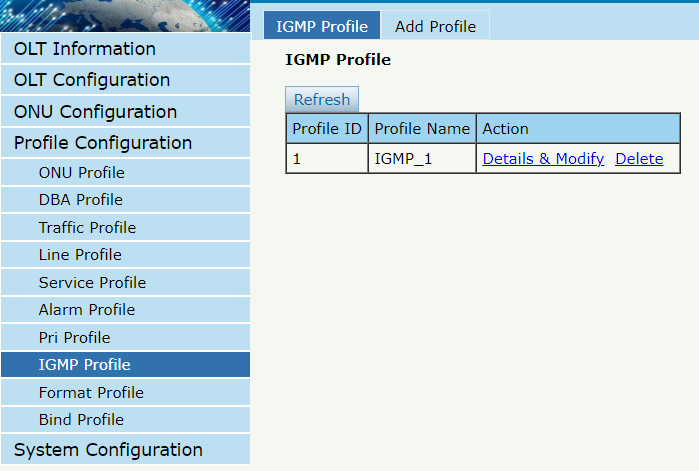 OLT Information
OLT Configuration
ONU Configuration
Profile Configuration
ONU Profile
DBA Profile
Traffic Profile
Line Profile
Service Profile
Alarm Profile
Pri Profile
IGMP Profile
Format Profile
Bind Profile
System Configuration
IGMP Profile Add Profile
IGMP Profile
Refresh
Profile ID Profile Name Action
1 IGMP_1 Details & Modify Delete